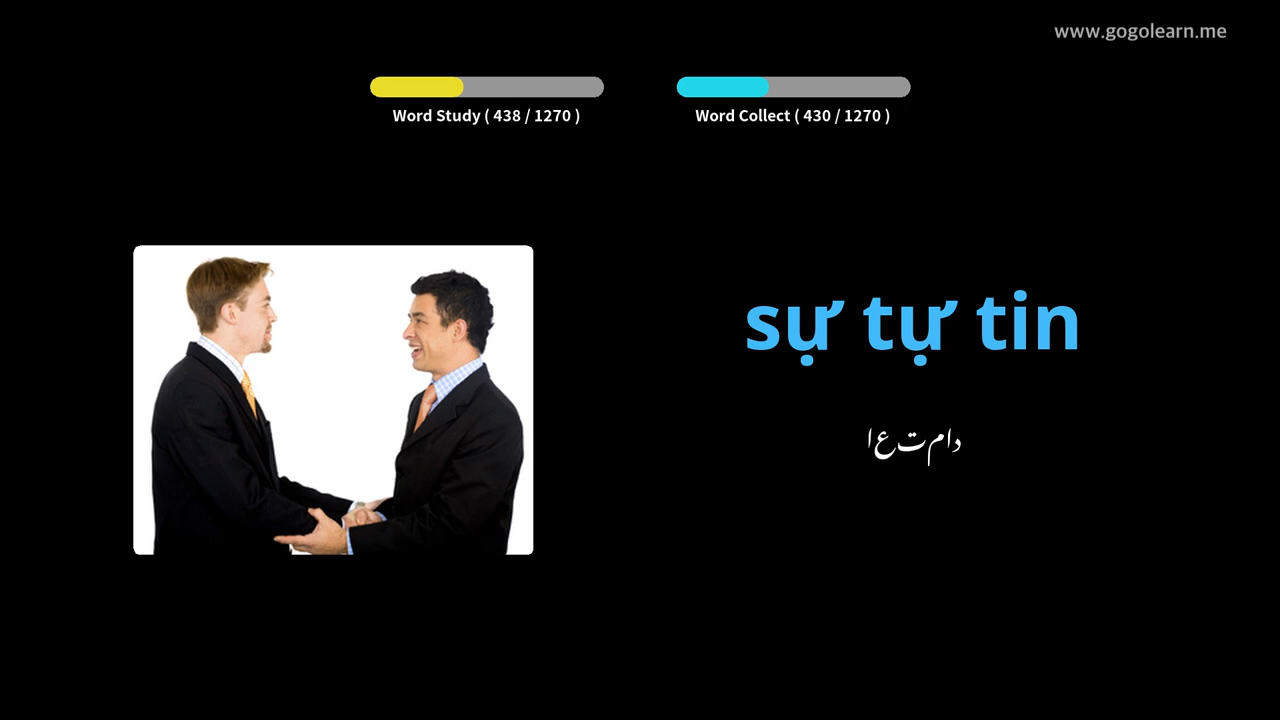 www.gogolearn.me
Word Study ( 438 / 1270 )
Word Collect ( 430 / 1270 )
sự tự tin
اعتماد